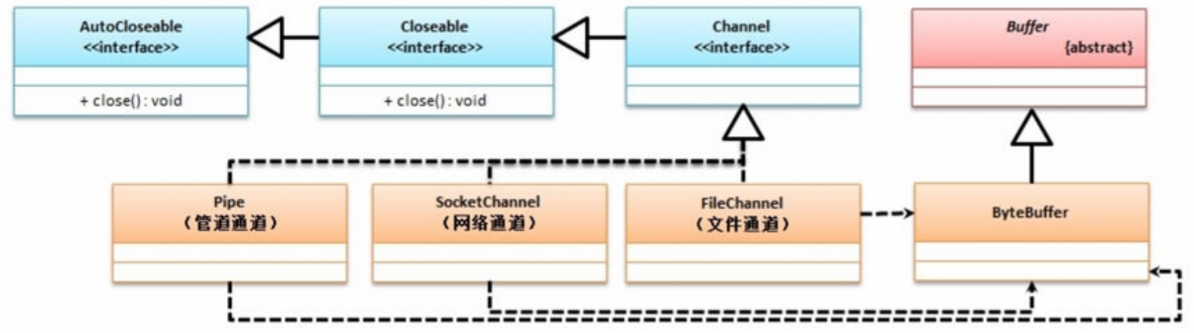 AutoCloseable
<<interface>>
+ close() : void
Closeable
<<interface>>
+ close() : void
Channel
<<interface>>
Buffer
{abstract}
Pipe
（管道通道）
SocketChannel
（网络通道）
FileChannel
（文件通道）
ByteBuffer